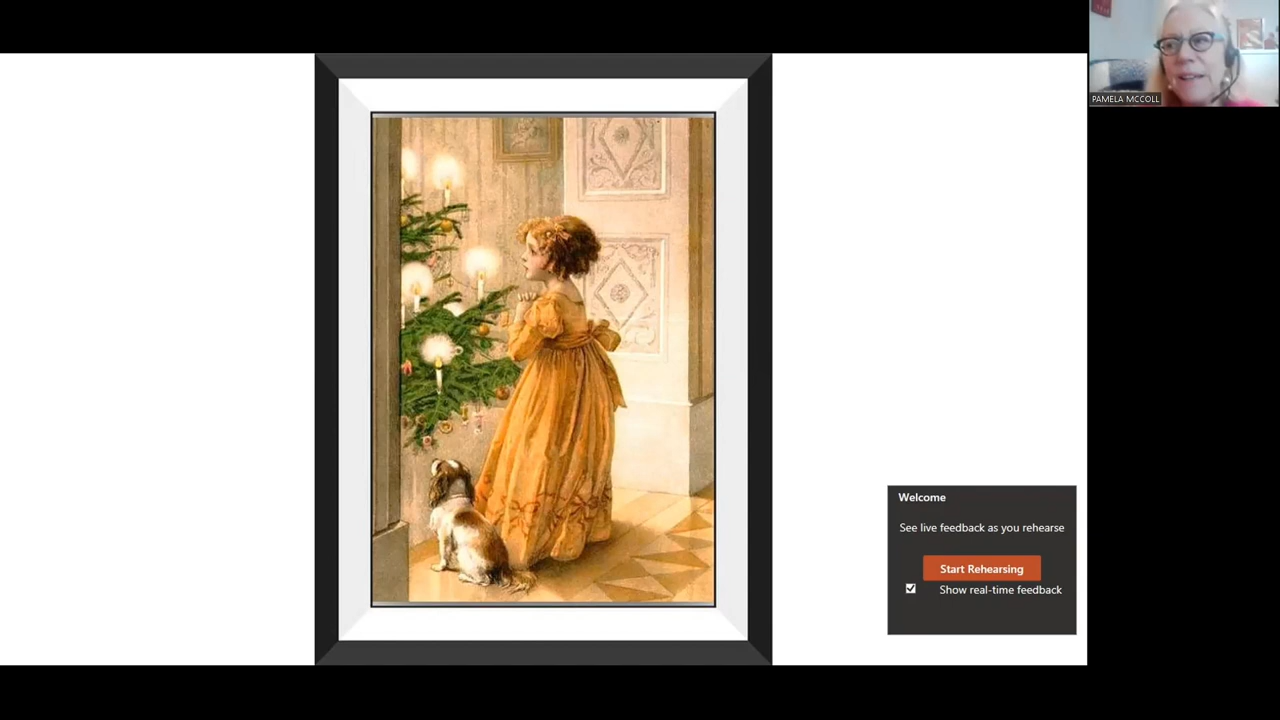 PAMELA MCCOLL
Welcome
See live feedback as you rehearse
Start Rehearsing
Show real-time feedback